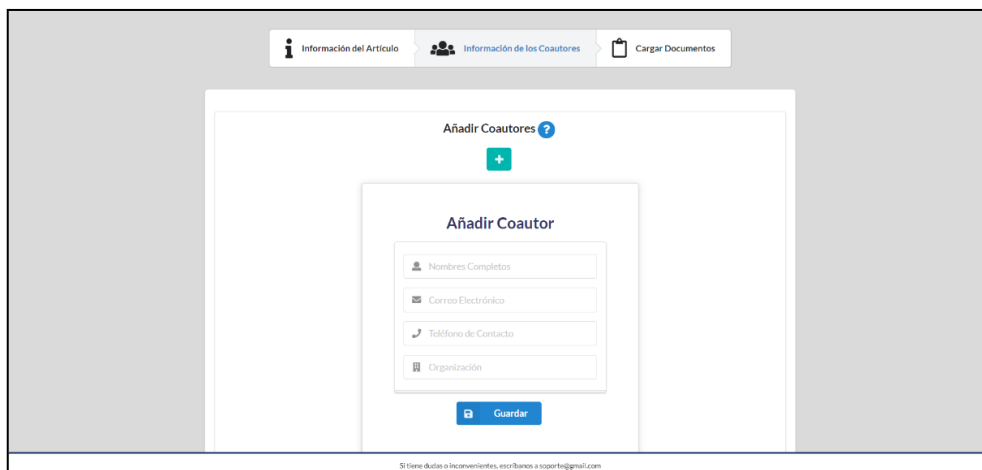 Información del Artículo
Información de los Coautores
Cargar Documentos
Añadir Coautores ?
+
Añadir Coautor
Nombres Completos
Correo Electrónico
Teléfono de Contacto
Organización
Guardar
Si tiene dudas o inconvenientes, escríbanos a soporte@gmail.com